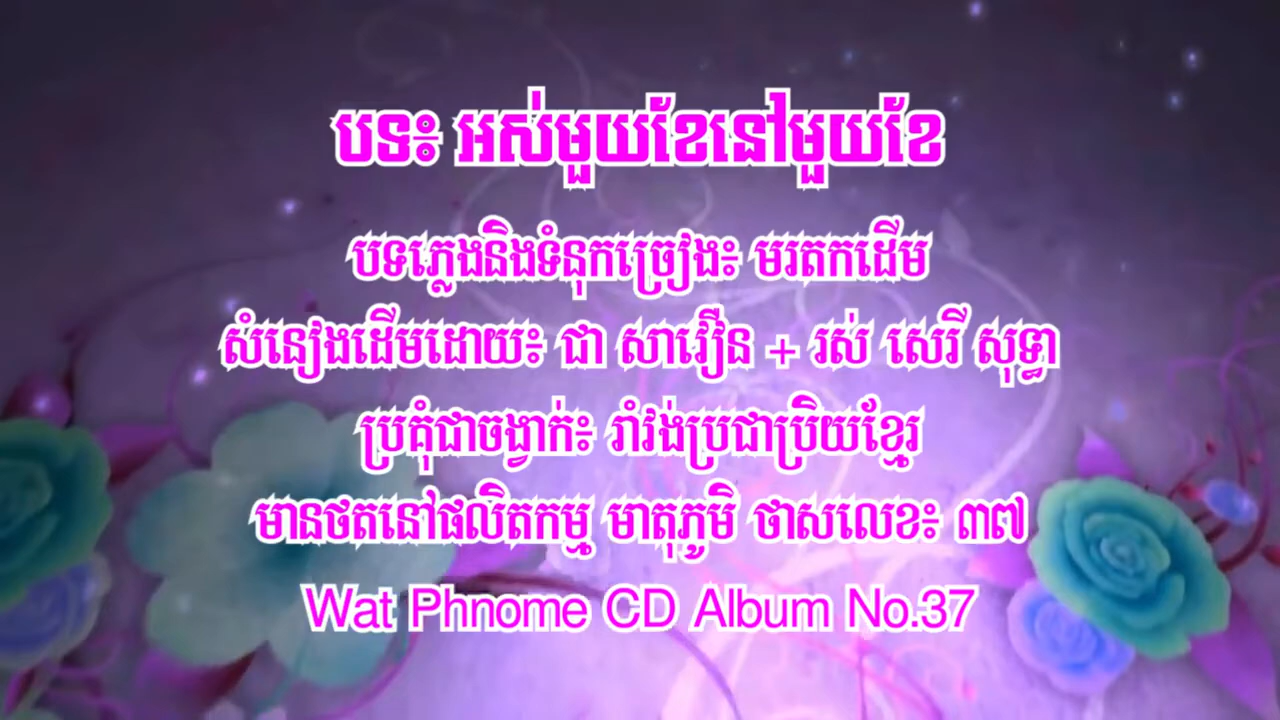 បទ៖ អស់មួយខែនៅមួយខែ
បទភ្លេងនិងទំនុកច្រៀង៖ មរតកដើម
សំនៀងដើមដោយ៖ ជា សាវឿន + រស់ សេរី សុទ្ធា
ប្រគុំជាចង្វាក់៖ រាំវង់ប្រជាប្រិយខ្មែរ
មានថតនៅផលិតកម្ម មាតុភូមិ ថាសលេខ៖ ៣៧
Wat Phnome CD Album No.37